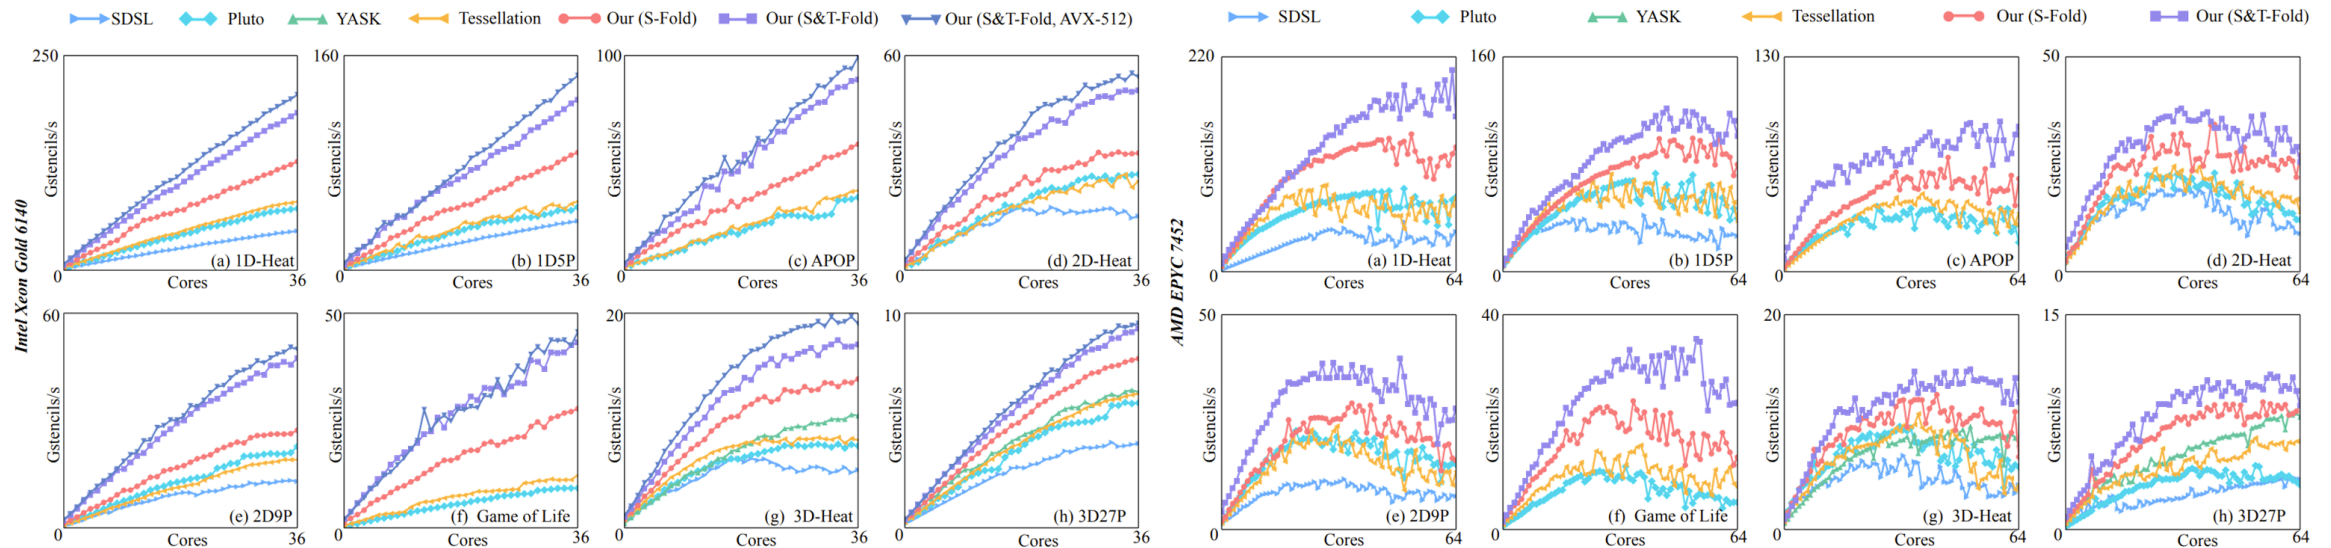 SDSL Pluto YASK Tessellation Our (S-Fold) Our (S&T-Fold) Our (S&T-Fold, AVX-512)
Intel Xeon Gold 6140
250
Gstencils/s
(a) 1D-Heat
0 Cores 36
160
Gstencils/s
(b) 1D5P
0 Cores 36
100
Gstencils/s
(c) APOP
0 Cores 36
60
Gstencils/s
(d) 2D-Heat
0 Cores 36
60
Gstencils/s
(e) 2D9P
0 Cores 36
50
Gstencils/s
(f) Game of Life
0 Cores 36
20
Gstencils/s
(g) 3D-Heat
0 Cores 36
10
Gstencils/s
(h) 3D27P
0 Cores 36
SDSL Pluto YASK Tessellation Our (S-Fold) Our (S&T-Fold)
AMD EPYC 7452
220
Gstencils/s
(a) 1D-Heat
0 Cores 64
160
Gstencils/s
(b) 1D5P
0 Cores 64
130
Gstencils/s
(c) APOP
0 Cores 64
50
Gstencils/s
(d) 2D-Heat
0 Cores 64
50
Gstencils/s
(e) 2D9P
0 Cores 64
40
Gstencils/s
(f) Game of Life
0 Cores 64
20
Gstencils/s
(g) 3D-Heat
0 Cores 64
15
Gstencils/s
(h) 3D27P
0 Cores 64